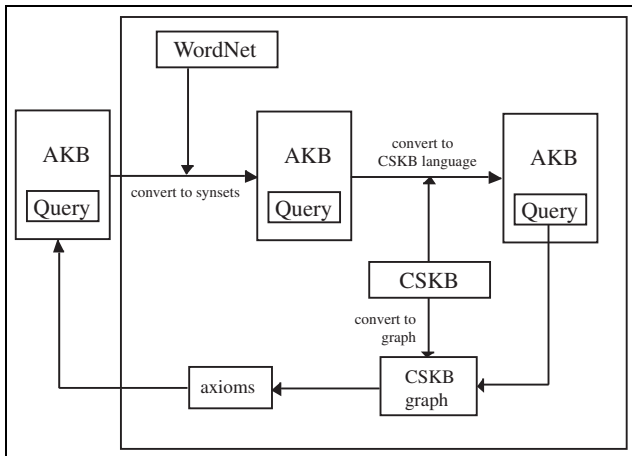 WordNet
AKB
Query
convert to synsets
AKB
Query
convert to
CSKB language
AKB
Query
CSKB
convert to
graph
axioms
CSKB
graph